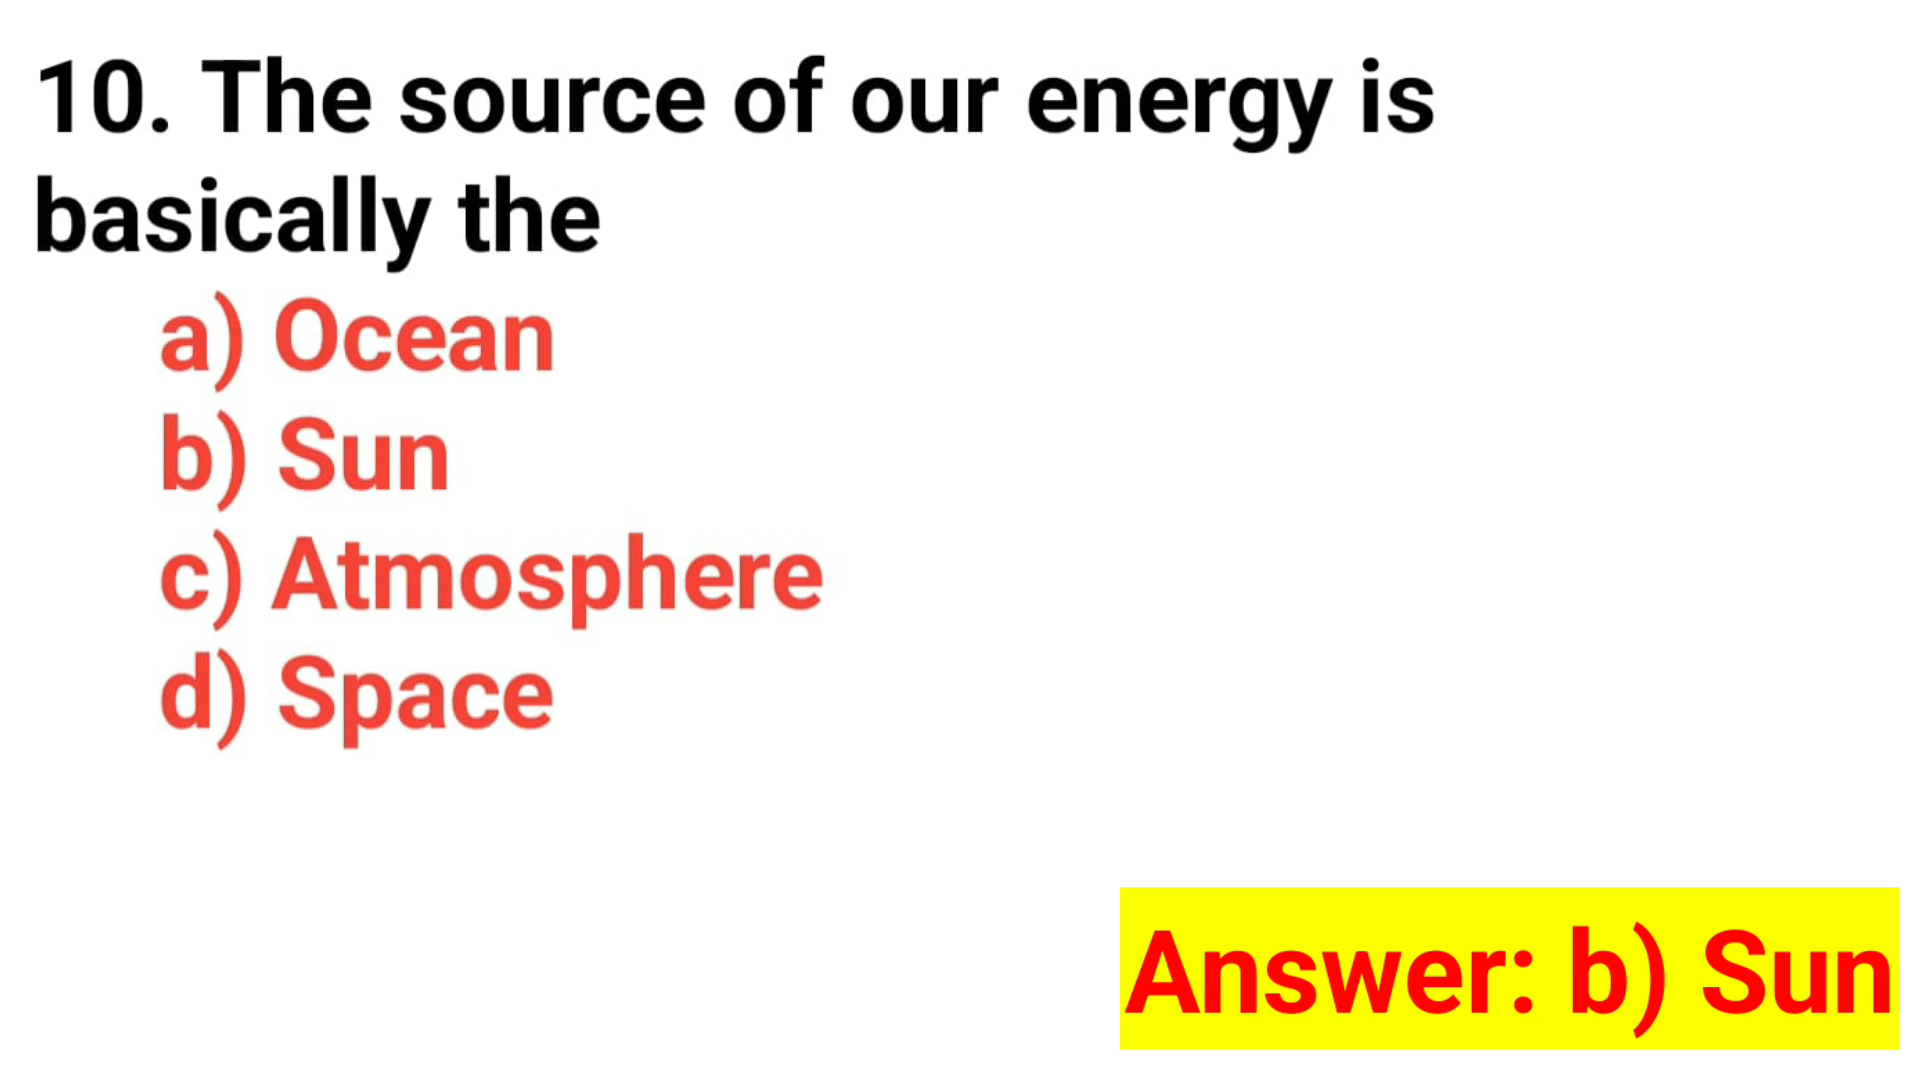 10. The source of our energy is
basically the
a) Ocean
b) Sun
c) Atmosphere
d) Space
Answer: b) Sun